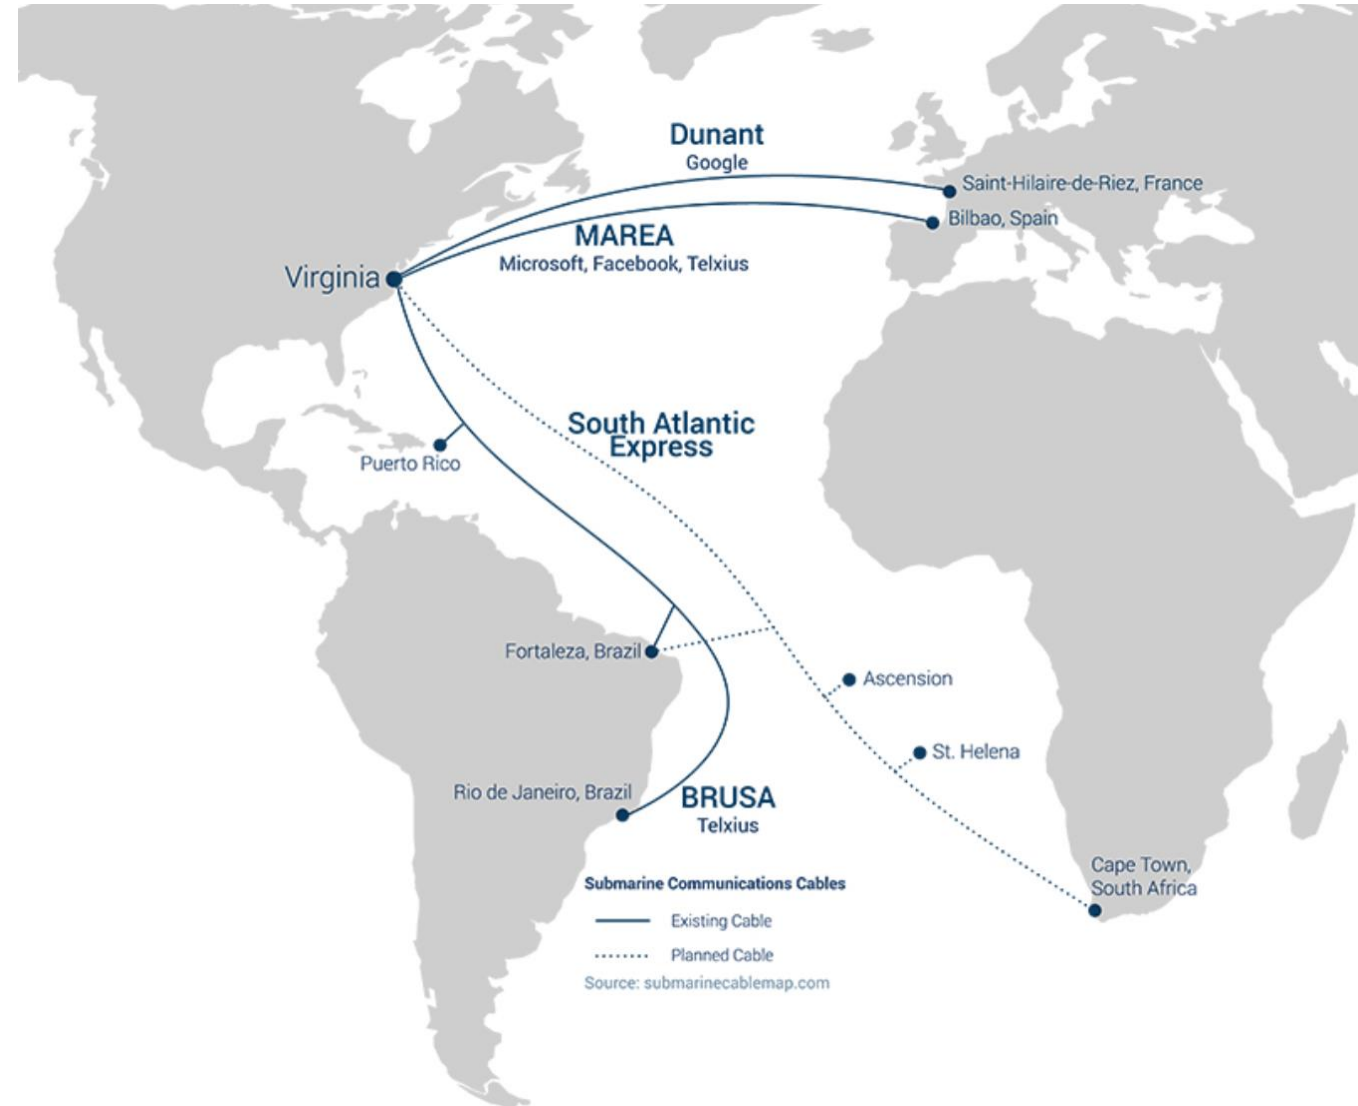 Dunant
Google
Saint-Hilaire-de-Riez, France
Bilbao, Spain
MAREA
Microsoft, Facebook, Telxius
Virginia
South Atlantic
Express
Puerto Rico
Fortaleza, Brazil
Ascension
St. Helena
Rio de Janeiro, Brazil
BRUSA
Telxius
Cape Town,
South Africa
Submarine Communications Cables
Existing Cable
Planned Cable
Source: submarinecablemap.com